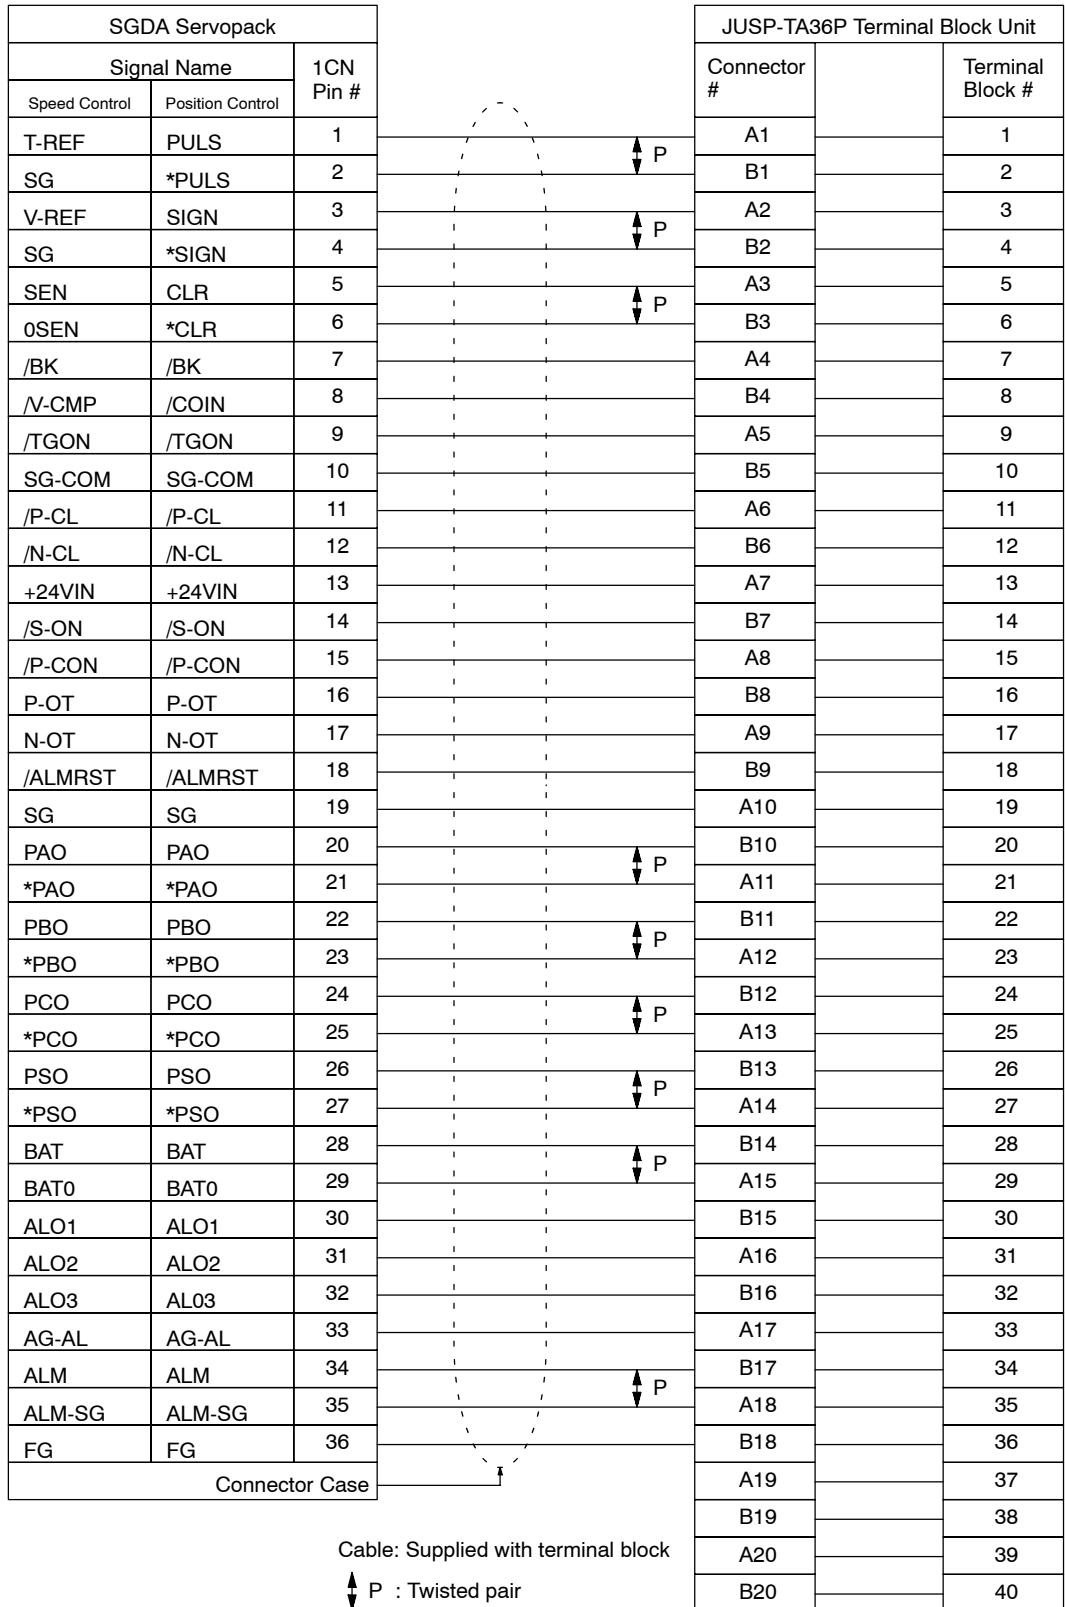 SGDA Servopack JUSP-TA36P Terminal Block Unit
Signal Name 1CN Pin # Connector # Terminal Block #
Speed Control Position Control
T-REF PULS 1 P A1 1
SG *PULS 2 B1 2
V-REF SIGN 3 P A2 3
SG *SIGN 4 B2 4
SEN CLR 5 P A3 5
0SEN *CLR 6 B3 6
/BK /BK 7 A4 7
/V-CMP /COIN 8 B4 8
/TGON /TGON 9 A5 9
SG-COM SG-COM 10 B5 10
/P-CL /P-CL 11 A6 11
/N-CL /N-CL 12 B6 12
+24VIN +24VIN 13 A7 13
/S-ON /S-ON 14 B7 14
/P-CON /P-CON 15 A8 15
P-OT P-OT 16 B8 16
N-OT N-OT 17 A9 17
/ALMRST /ALMRST 18 B9 18
SG SG 19 A10 19
PAO PAO 20 P B10 20
*PAO *PAO 21 A11 21
PBO PBO 22 P B11 22
*PBO *PBO 23 A12 23
PCO PCO 24 P B12 24
*PCO *PCO 25 A13 25
PSO PSO 26 P B13 26
*PSO *PSO 27 A14 27
BAT BAT 28 P B14 28
BAT0 BAT0 29 A15 29
ALO1 ALO1 30 B15 30
ALO2 ALO2 31 A16 31
ALO3 AL03 32 B16 32
AG-AL AG-AL 33 A17 33
ALM ALM 34 P B17 34
ALM-SG ALM-SG 35 A18 35
FG FG 36 B18 36
Connector Case A19 37
B19 38
Cable: Supplied with terminal block A20 39
P : Twisted pair B20 40